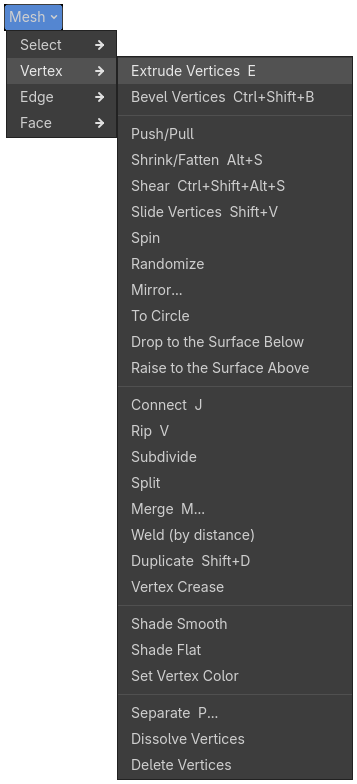 Mesh
Select
Vertex
Edge
Face
Extrude Vertices  E
Bevel Vertices  Ctrl+Shift+B
Push/Pull
Shrink/Fatten  Alt+S
Shear  Ctrl+Shift+Alt+S
Slide Vertices  Shift+V
Spin
Randomize
Mirror...
To Circle
Drop to the Surface Below
Raise to the Surface Above
Connect  J
Rip  V
Subdivide
Split
Merge  M...
Weld (by distance)
Duplicate  Shift+D
Vertex Crease
Shade Smooth
Shade Flat
Set Vertex Color
Separate  P...
Dissolve Vertices
Delete Vertices